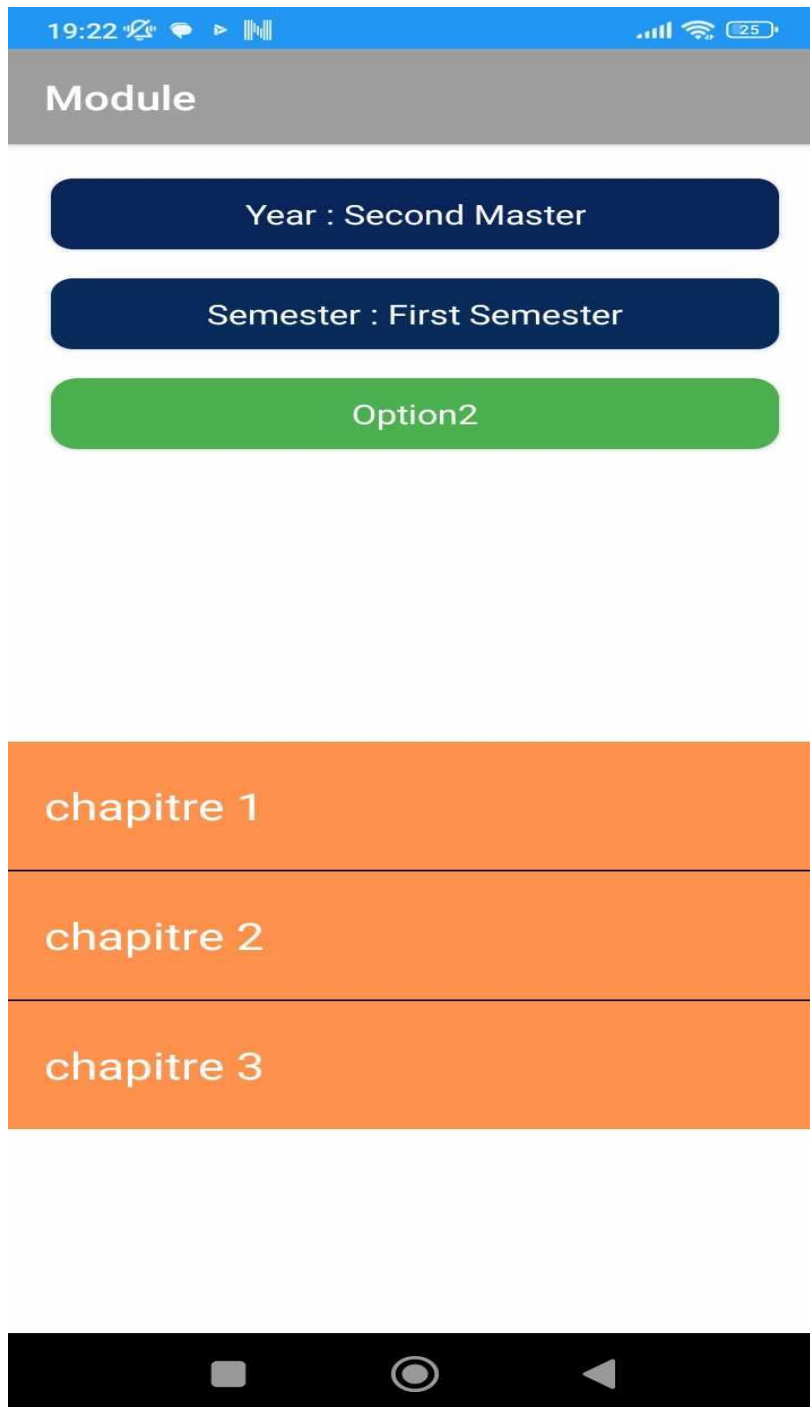 19:22
25
Module
Year : Second Master
Semester : First Semester
Option2
chapitre 1
chapitre 2
chapitre 3